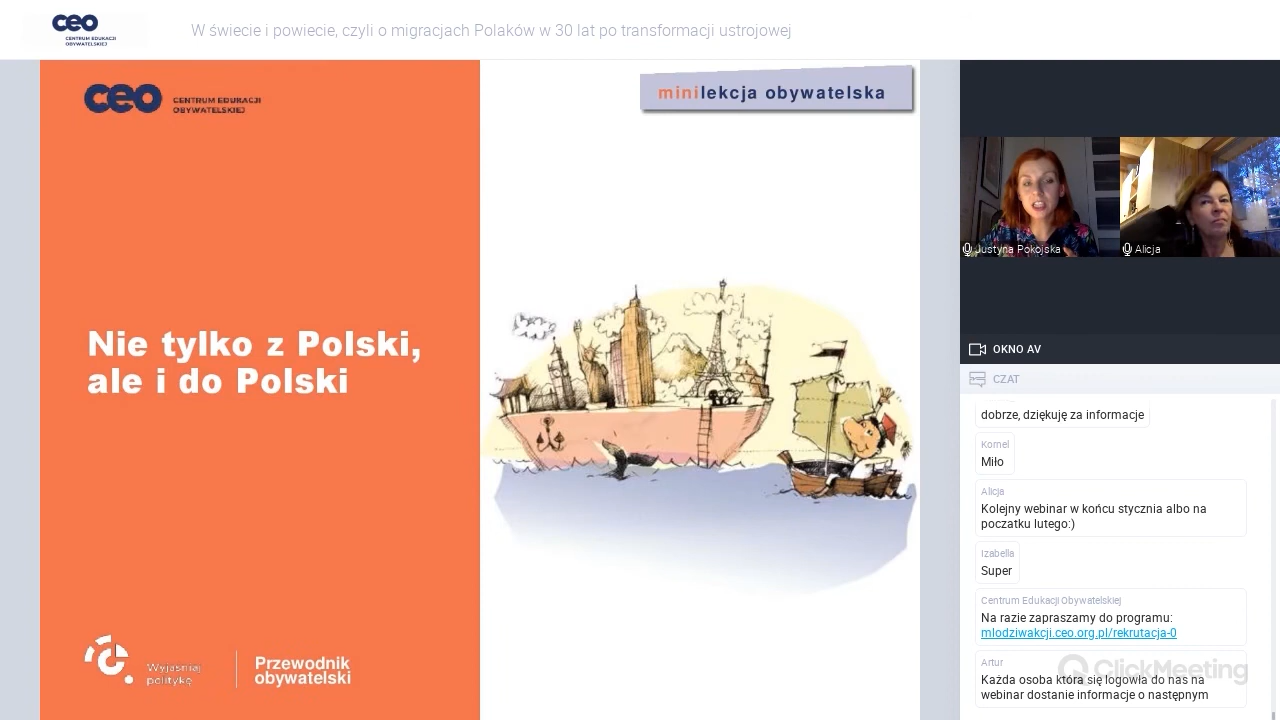 ceo
CENTRUM EDUKACJI
OBYWATELSKIEJ
W świecie i powiecie, czyli o migracjach Polaków w 30 lat po transformacji ustrojowej
ceo
CENTRUM EDUKACJI
OBYWATELSKIEJ
minilekcja obywatelska
Nie tylko z Polski,
ale i do Polski
Wyjaśniaj
politykę
Przewodnik
obywatelski
Justyna Pokojska
Alicja
OKNO AV
CZAT
dobrze, dziękuję za informacje
Kornel
Miło
Alicja
Kolejny webinar w końcu stycznia albo na
poczatku lutego:)
Izabella
Super
Centrum Edukacji Obywatelskiej
Na razie zapraszamy do programu:
mlodziwakcji.ceo.org.pl/rekrutacja-0
Artur
ClickMeeting
Każda osoba która się logowła do nas na
webinar dostanie informacje o następnym